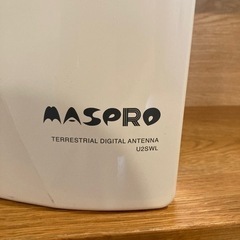 MASPRO
TERRESTRIAL DIGITAL ANTENNA
U2SWL